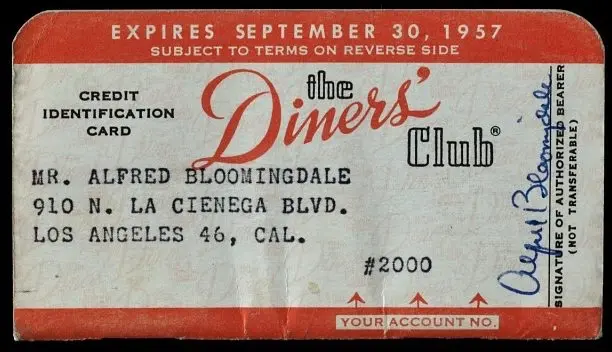 EXPIRES SEPTEMBER 30, 1957
SUBJECT TO TERMS ON REVERSE SIDE
CREDIT
IDENTIFICATION
CARD
the
Diners'
Club®
MR. ALFRED BLOOMINGDALE
910 N. LA CIENEGA BLVD.
LOS ANGELES 46, CAL.
#2000
YOUR ACCOUNT NO.
Alfred Bloomingdale
SIGNATURE OF AUTHORIZED BEARER
(NOT TRANSFERABLE)